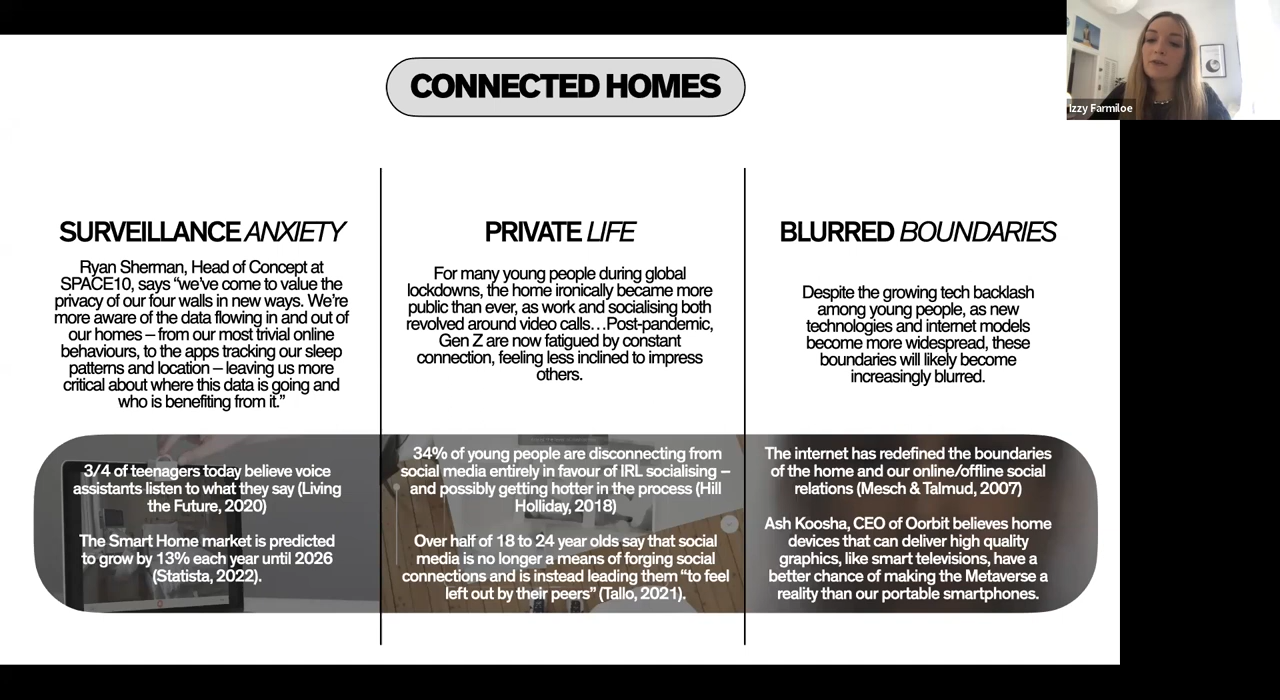 CONNECTED HOMES
Izzy Farmiloe
SURVEILLANCE ANXIETY
Ryan Sherman, Head of Concept at
SPACE10, says “we’ve come to value the
privacy of our four walls in new ways. We’re
more aware of the data flowing in and out of
our homes – from our most trivial online
behaviours, to the apps tracking our sleep
patterns and location – leaving us more
critical about where this data is going and
who is benefiting from it.”
3/4 of teenagers today believe voice
assistants listen to what they say (Living
the Future, 2020)
The Smart Home market is predicted
to grow by 13% each year until 2026
(Statista, 2022).
PRIVATE LIFE
For many young people during global
lockdowns, the home ironically became more
public than ever, as work and socialising both
revolved around video calls…Post-pandemic,
Gen Z are now fatigued by constant
connection, feeling less inclined to impress
others.
34% of young people are disconnecting from
social media entirely in favour of IRL socialising –
and possibly getting hotter in the process (Hill
Holliday, 2018)
Over half of 18 to 24 year olds say that social
media is no longer a means of forging social
connections and is instead leading them “to feel
left out by their peers” (Tallo, 2021).
BLURRED BOUNDARIES
Despite the growing tech backlash
among young people, as new
technologies and internet models
become more widespread, these
boundaries will likely become
increasingly blurred.
The internet has redefined the boundaries
of the home and our online/offline social
relations (Mesch & Talmud, 2007)
Ash Koosha, CEO of Oorbit believes home
devices that can deliver high quality
graphics, like smart televisions, have a
better chance of making the Metaverse a
reality than our portable smartphones.